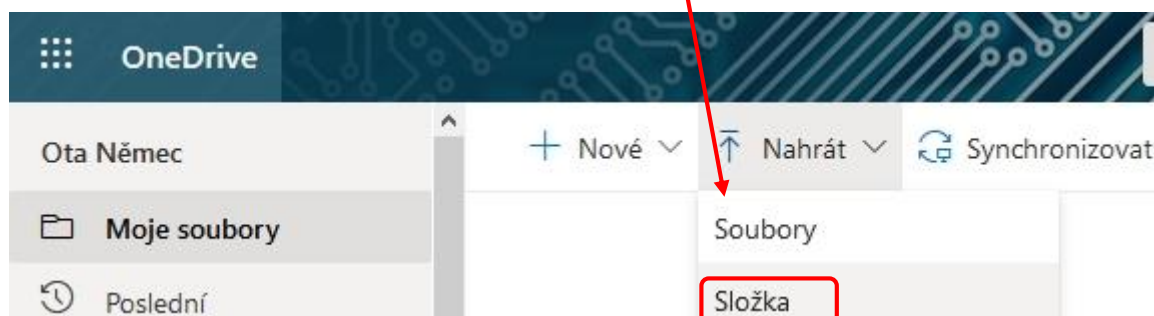 OneDrive
Ota Němec
Nové
Nahrát
Synchronizovat
Moje soubory
Soubory
Poslední
Složka